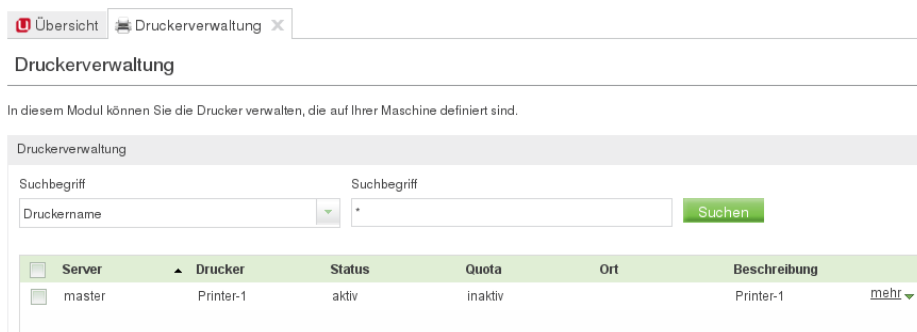 Übersicht Druckerverwaltung
Druckerverwaltung
In diesem Modul können Sie die Drucker verwalten, die auf Ihrer Maschine definiert sind.
Druckerverwaltung
Suchbegriff Suchbegriff
Druckername * Suchen
Server Drucker Status Quota Ort Beschreibung
master Printer-1 aktiv inaktiv Printer-1 mehr